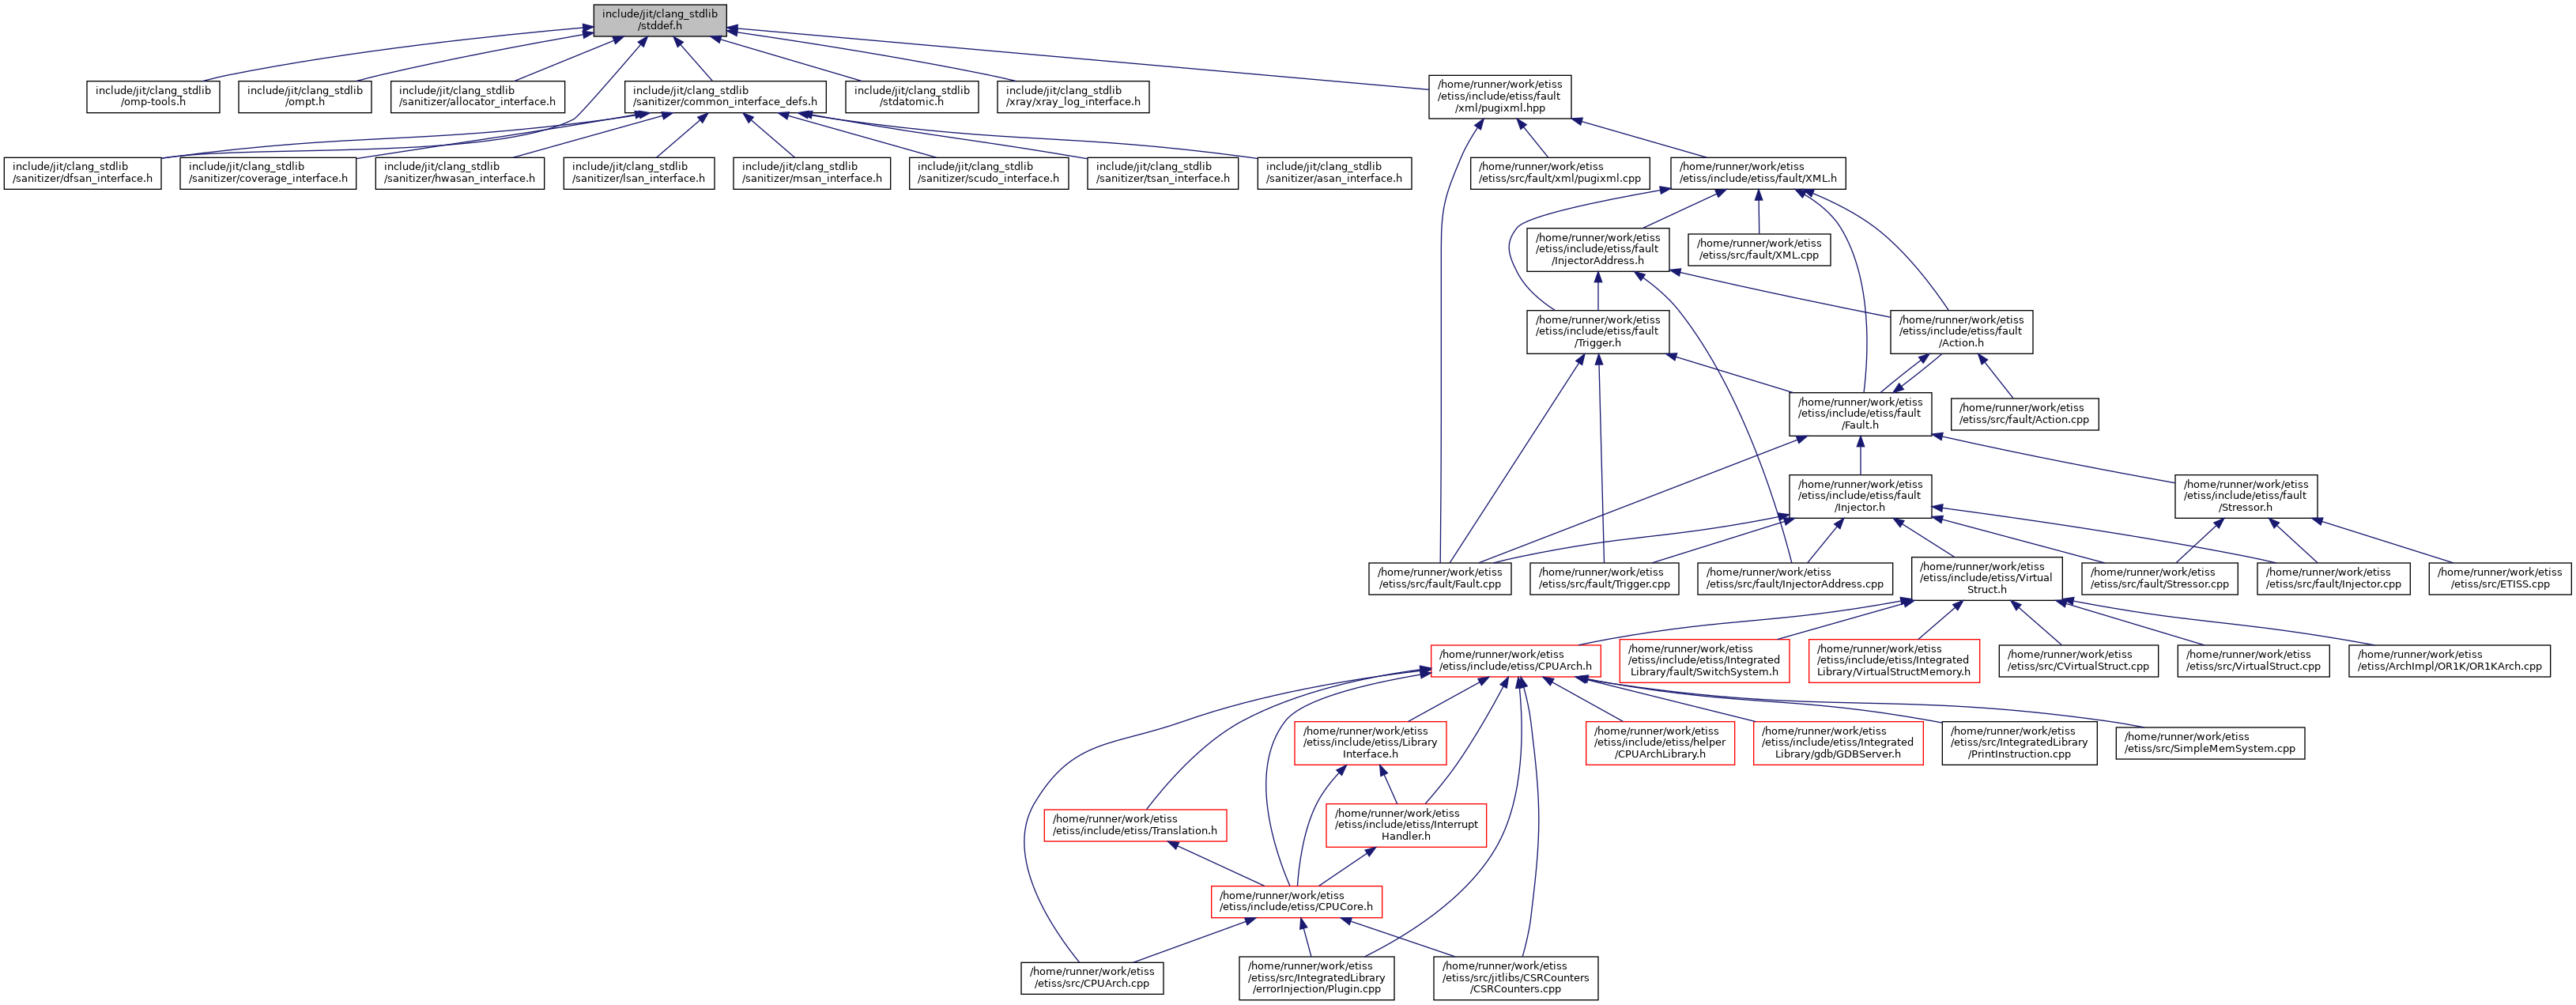 include/jit/clang_stdlib
/stddef.h
include/jit/clang_stdlib
/omp-tools.h
include/jit/clang_stdlib
/ompt.h
include/jit/clang_stdlib
/sanitizer/allocator_interface.h
include/jit/clang_stdlib
/sanitizer/common_interface_defs.h
include/jit/clang_stdlib
/stdatomic.h
include/jit/clang_stdlib
/xray/xray_log_interface.h
/home/runner/work/etiss
/etiss/include/etiss/fault
/xml/pugixml.hpp
include/jit/clang_stdlib
/sanitizer/dfsan_interface.h
include/jit/clang_stdlib
/sanitizer/coverage_interface.h
include/jit/clang_stdlib
/sanitizer/hwasan_interface.h
include/jit/clang_stdlib
/sanitizer/lsan_interface.h
include/jit/clang_stdlib
/sanitizer/msan_interface.h
include/jit/clang_stdlib
/sanitizer/scudo_interface.h
include/jit/clang_stdlib
/sanitizer/tsan_interface.h
include/jit/clang_stdlib
/sanitizer/asan_interface.h
/home/runner/work/etiss
/etiss/src/fault/xml/pugixml.cpp
/home/runner/work/etiss
/etiss/include/etiss/fault/XML.h
/home/runner/work/etiss
/etiss/include/etiss/fault
/InjectorAddress.h
/home/runner/work/etiss
/etiss/src/fault/XML.cpp
/home/runner/work/etiss
/etiss/include/etiss/fault
/Trigger.h
/home/runner/work/etiss
/etiss/include/etiss/fault
/Action.h
/home/runner/work/etiss
/etiss/include/etiss/fault
/Fault.h
/home/runner/work/etiss
/etiss/src/fault/Action.cpp
/home/runner/work/etiss
/etiss/include/etiss/fault
/Injector.h
/home/runner/work/etiss
/etiss/include/etiss/fault
/Stressor.h
/home/runner/work/etiss
/etiss/src/fault/Fault.cpp
/home/runner/work/etiss
/etiss/src/fault/Trigger.cpp
/home/runner/work/etiss
/etiss/src/fault/InjectorAddress.cpp
/home/runner/work/etiss
/etiss/include/etiss/Virtual
Struct.h
/home/runner/work/etiss
/etiss/src/fault/Stressor.cpp
/home/runner/work/etiss
/etiss/src/fault/Injector.cpp
/home/runner/work/etiss
/etiss/src/ETISS.cpp
/home/runner/work/etiss
/etiss/include/etiss/CPUArch.h
/home/runner/work/etiss
/etiss/include/etiss/Integrated
Library/fault/SwitchSystem.h
/home/runner/work/etiss
/etiss/include/etiss/Integrated
Library/VirtualStructMemory.h
/home/runner/work/etiss
/etiss/src/CVirtualStruct.cpp
/home/runner/work/etiss
/etiss/src/VirtualStruct.cpp
/home/runner/work/etiss
/etiss/ArchImpl/OR1K/OR1KArch.cpp
/home/runner/work/etiss
/etiss/include/etiss/Library
Interface.h
/home/runner/work/etiss
/etiss/include/etiss/helper
/CPUArchLibrary.h
/home/runner/work/etiss
/etiss/include/etiss/Integrated
Library/gdb/GDBServer.h
/home/runner/work/etiss
/etiss/src/IntegratedLibrary
/PrintInstruction.cpp
/home/runner/work/etiss
/etiss/src/SimpleMemSystem.cpp
/home/runner/work/etiss
/etiss/include/etiss/Translation.h
/home/runner/work/etiss
/etiss/include/etiss/Interrupt
Handler.h
/home/runner/work/etiss
/etiss/include/etiss/CPUCore.h
/home/runner/work/etiss
/etiss/src/CPUArch.cpp
/home/runner/work/etiss
/etiss/src/IntegratedLibrary
/errorInjection/Plugin.cpp
/home/runner/work/etiss
/etiss/src/jitlibs/CSRCounters
/CSRCounters.cpp